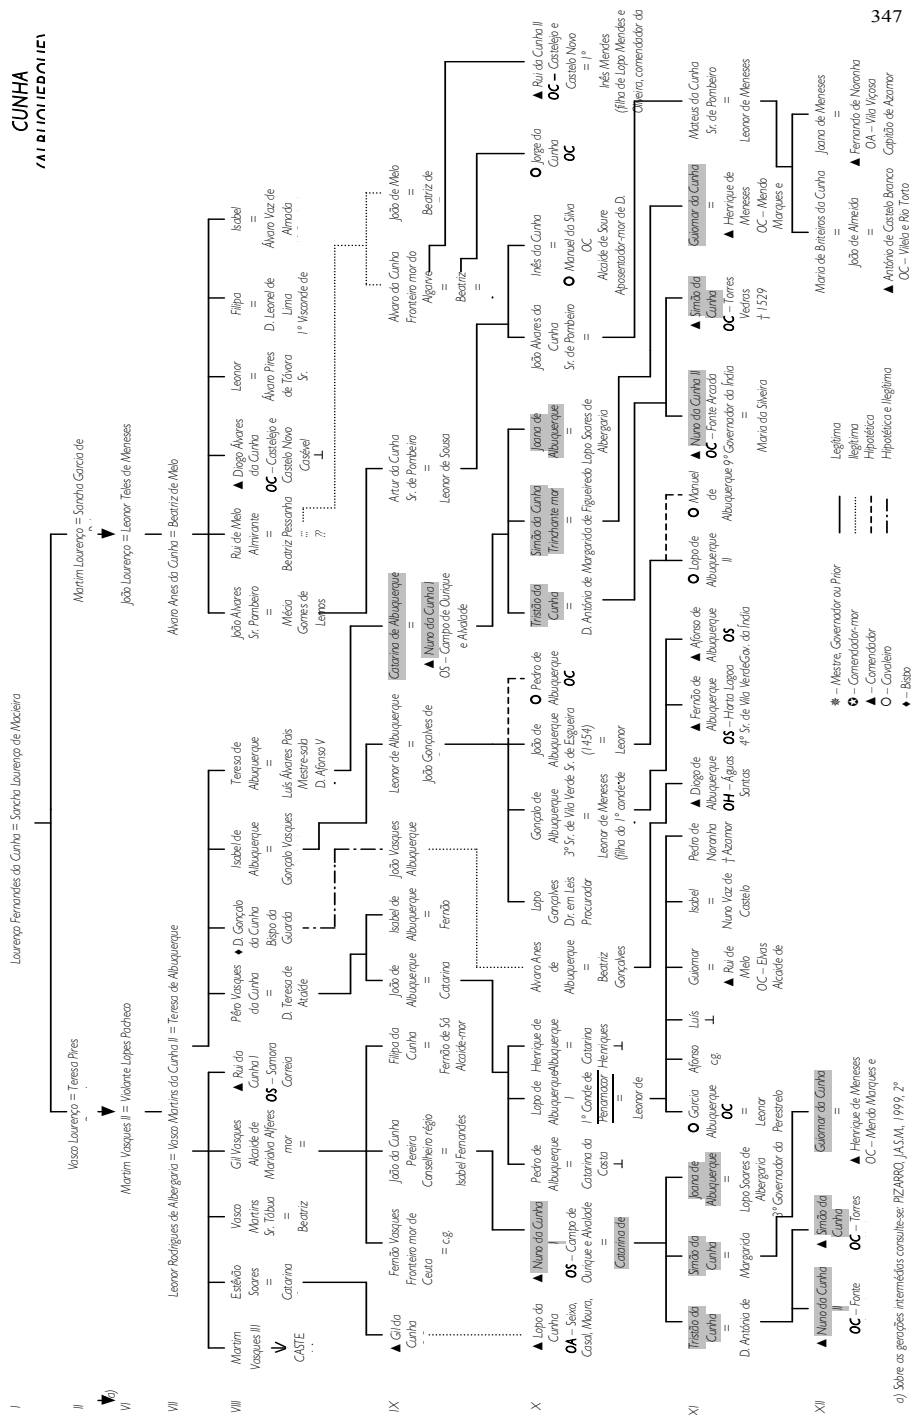 347
CUNHA
(ALBUQUERQUE)
I
Lourenço Fernandes da Cunha = Sancha Lourenço de Macieira
II
Vasco Lourenço = Teresa Pires
Martim Lourenço = Sancha Garcia de
a)
VI
Martim Vasques II = Violante Lopes Pacheco
João Lourenço = Leonor Teles de Meneses
VII
Leonor Rodrigues de Albergaria = Vasco Martins da Cunha II = Teresa de Albuquerque
Alvaro Anes da Cunha = Beatriz de Melo
VIII
Martim
Vasques III
CASTE
Estêvão
Soares
=
Catarina
Vasco
Martins
Sr. Tábua
=
Beatriz
Gil Vasques
Alcaide de
Marialva Alferes
mor
=
▲ Rui da
Cunha I
OS – Samora
Correia
Pêro Vasques
da Cunha
=
D. Teresa de
Ataíde
♦ D. Gonçalo
da Cunha
Bispo da
Guarda
Isabel de
Albuquerque
=
Gonçalo Vasques
Teresa de
Albuquerque
=
Luís Álvares Pais
Mestre-sala
D. Afonso V
João Alvares
Sr. Pombeiro
=
Mécia
Gomes de
Lemos
Rui de Melo
Almirante
=
Beatriz Pessanha
??
▲ Diogo Álvares
da Cunha
OC – Castelejo e
Castelo Novo
Casével
⊥
Leonor
=
Álvaro Pires
de Távora
Sr.
Filipa
=
D. Leonel de
Lima
1º Visconde de
Isabel
=
Álvaro Vaz de
Almada
IX
▲ Gil da
Cunha
Fernão Vasques
Fronteiro mor de
Ceuta
= c.g.
João da Cunha
Pereira
Conselheiro régio
=
Isabel Fernandes
Filipa da
Cunha
=
Fernão de Sá
Alcaide-mor
João de
Albuquerque
=
Catarina
Isabel de
Albuquerque
=
Fernão
João Vasques
Albuquerque
Leonor de Albuquerque
=
João Gonçalves de
Catarina de Albuquerque
=
▲ Nuno da Cunha I
OS – Campo de Ourique
e Alvalade
Artur da Cunha
Sr. de Pombeiro
=
Leonor de Sousa
Alvaro da Cunha
Fronteiro mor do
Algarve
=
Beatriz
João de Melo
=
Beatriz de
X
▲ Lopo da
Cunha
OA – Seixo,
Casal, Moura,
▲ Nuno da Cunha
I
OS – Campo de
Ourique e Alvalade
=
Catarina de
Pedro de
Albuquerque
=
Catarina da
Costa
⊥
Lopo de
Albuquerque
I
1º Conde de
Penamacor
=
Leonor de
Henrique de
Albuquerque
=
Catarina
Henriques
⊥
Alvaro Anes
de
Albuquerque
=
Beatriz
Gonçalves
Lopo
Gonçalves
Dr. em Leis
Procurador
Gonçalo de
Albuquerque
3º Sr. de Vila Verde
=
Leonor de Meneses
(filha do 1º conde de
João de
Albuquerque
Sr. de Esgueira
(1454)
=
Leonor
O Pedro de
Albuquerque
OC
Tristão da
Cunha
=
D. Antónia de
Simão da Cunha
Trinchante mor
=
Margarida de Figueiredo
Joana de
Albuquerque
=
Lopo Soares de
Albergaria
João Alvares da
Cunha
Sr. de Pombeiro
=
Inês da Cunha
=
O Manuel da Silva
OC
Alcaide de Soure
Aposentador-mor de D.
O Jorge da
Cunha
OC
▲ Rui da Cunha II
OC – Castelejo e
Castelo Novo
= 1º
Inês Mendes
(filha de Lopo Mendes e
Oliveira, comendador da
XI
Tristão da
Cunha
=
D. Antónia de
Simão da
Cunha
=
Margarida
Joana de
Albuquerque
=
Lopo Soares de
Albergaria
3º Governador da
O Garcia
Albuquerque
OC
=
Leonor
Perestrelo
Afonso
c.g.
Luís
⊥
Guiomar
=
▲ Rui de
Melo
OC – Elvas
Alcaide de
Isabel
=
Nuno Vaz de
Castelo
Pedro de
Noronha
† Azamor
▲ Diogo de
Albuquerque
OH – Águas
Santas
▲ Fernão de
Albuquerque
OS – Horta Lagoa
4º Sr. de Vila Verde
▲ Afonso de
Albuquerque
OS
Gov. da Índia
O Lopo de
Albuquerque
II
O Manuel
de
Albuquerque
▲ Nuno da Cunha II
OC – Fonte Arcada
9º Governador da Índia
=
Maria da Silveira
▲ Simão da
Cunha
OC – Torres
Vedras
† 1529
Guiomar da Cunha
=
▲ Henrique de
Meneses
OC – Mendo
Marques e
Mateus da Cunha
Sr. de Pombeiro
=
Leonor de Meneses
XII
▲ Nuno da Cunha
II
OC – Fonte
▲ Simão da
Cunha
OC – Torres
Guiomar da Cunha
=
▲ Henrique de Meneses
OC – Mendo Marques e
Maria de Briteiros da Cunha
=
João de Almeida
=
▲ António de Castelo Branco
OC – Vilela e Rio Torto
Joana de Meneses
=
▲ Fernando de Noronha
OA – Vila Viçosa
Capitão de Azamor
– Mestre, Governador ou Prior
✪ – Comendador-mor
▲ – Comendador
O – Cavaleiro
♦ – Bispo
Legítima
Ilegítima
Hipotética
Hipotética e Ilegítima
a) Sobre as gerações intermédias consulte-se: PIZARRO, J.A.S.M., 1999, 2º